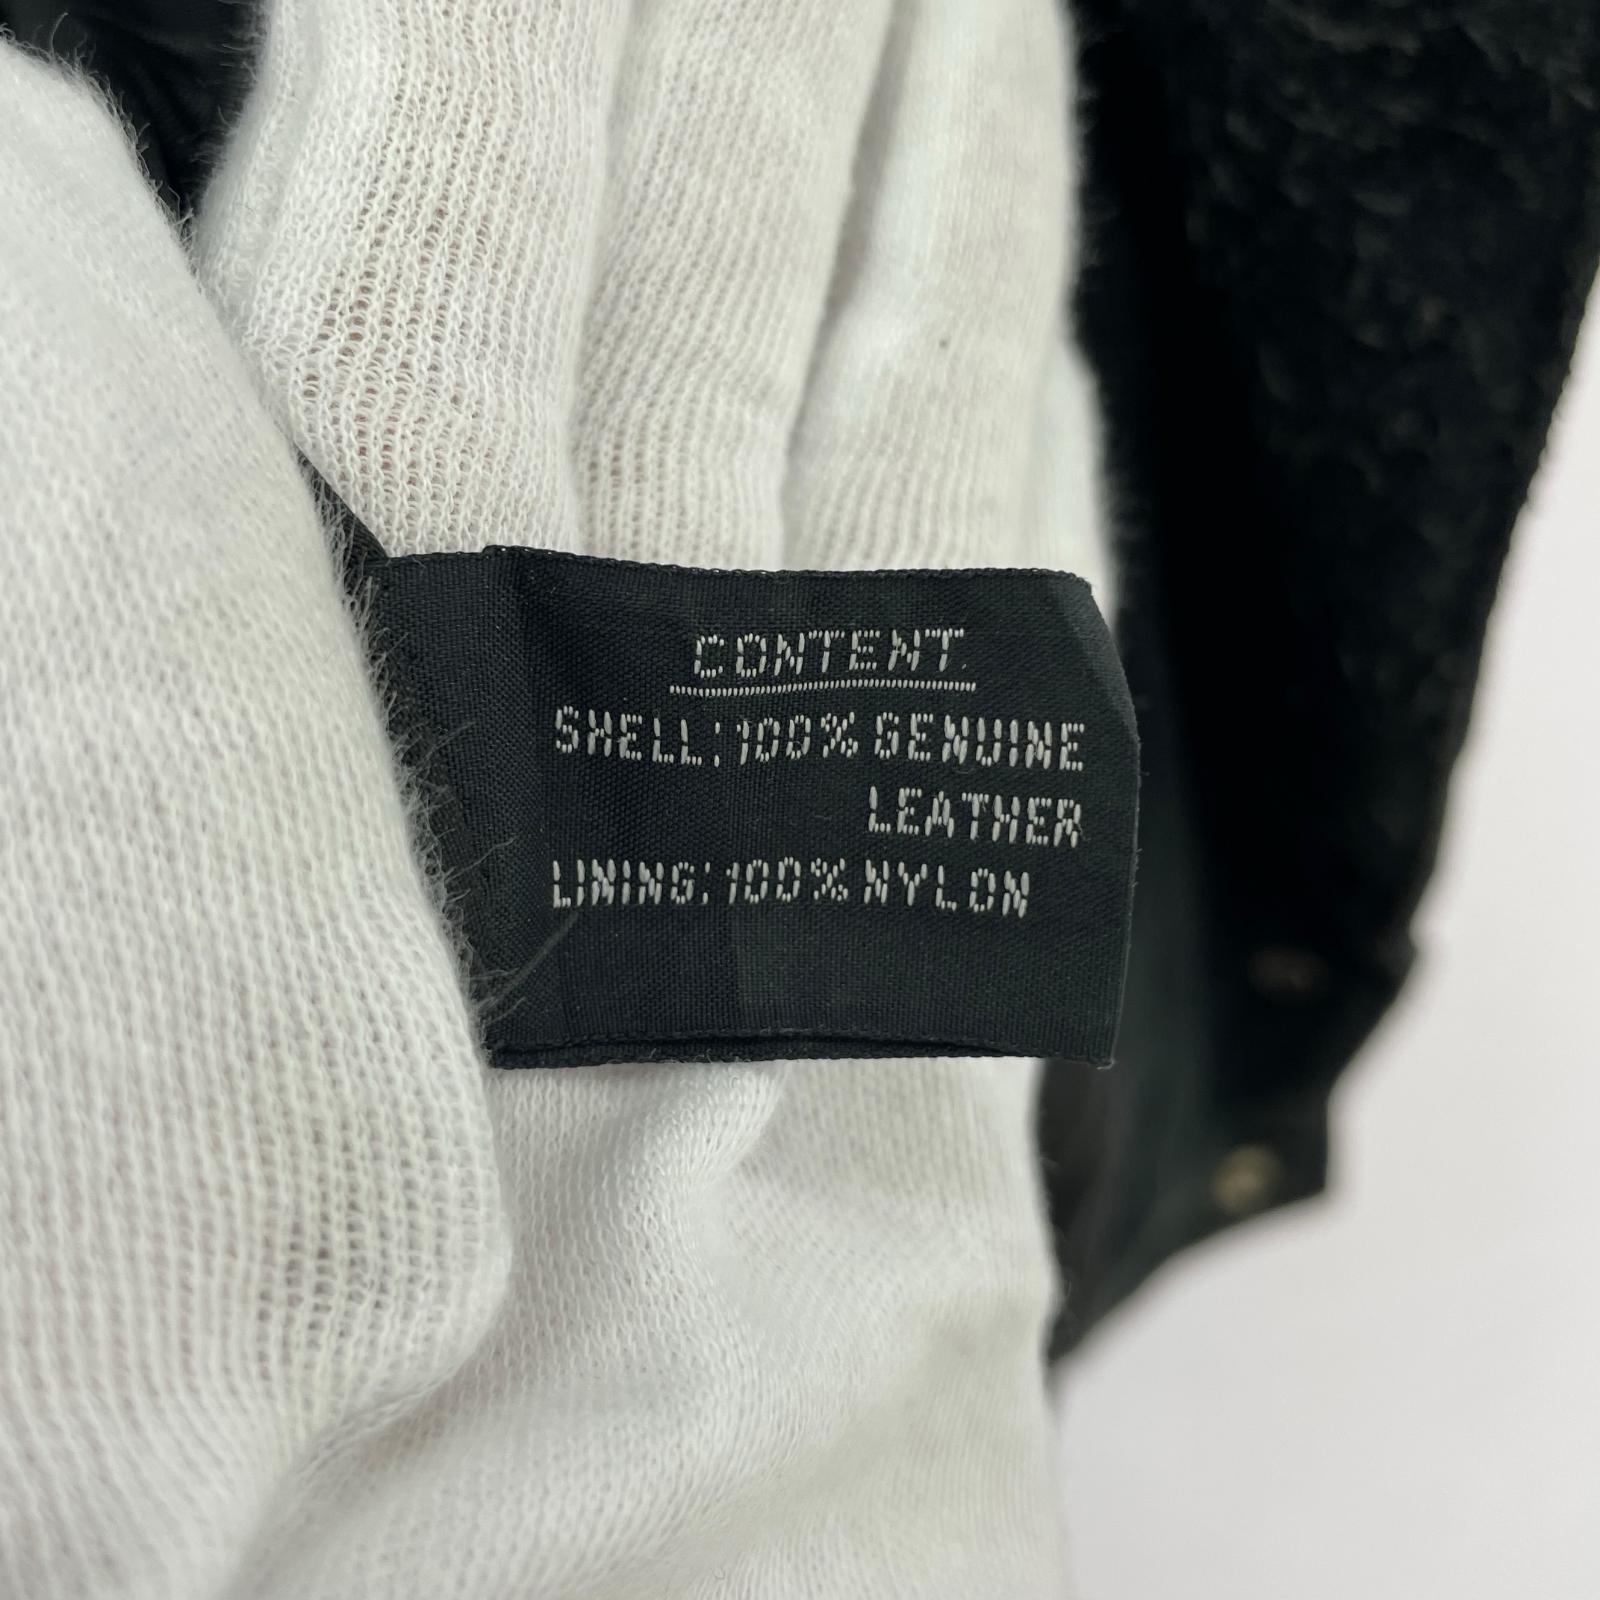 CONTENT
SHELL:100% GENUINE
LEATHER
LINING:100% NYLON